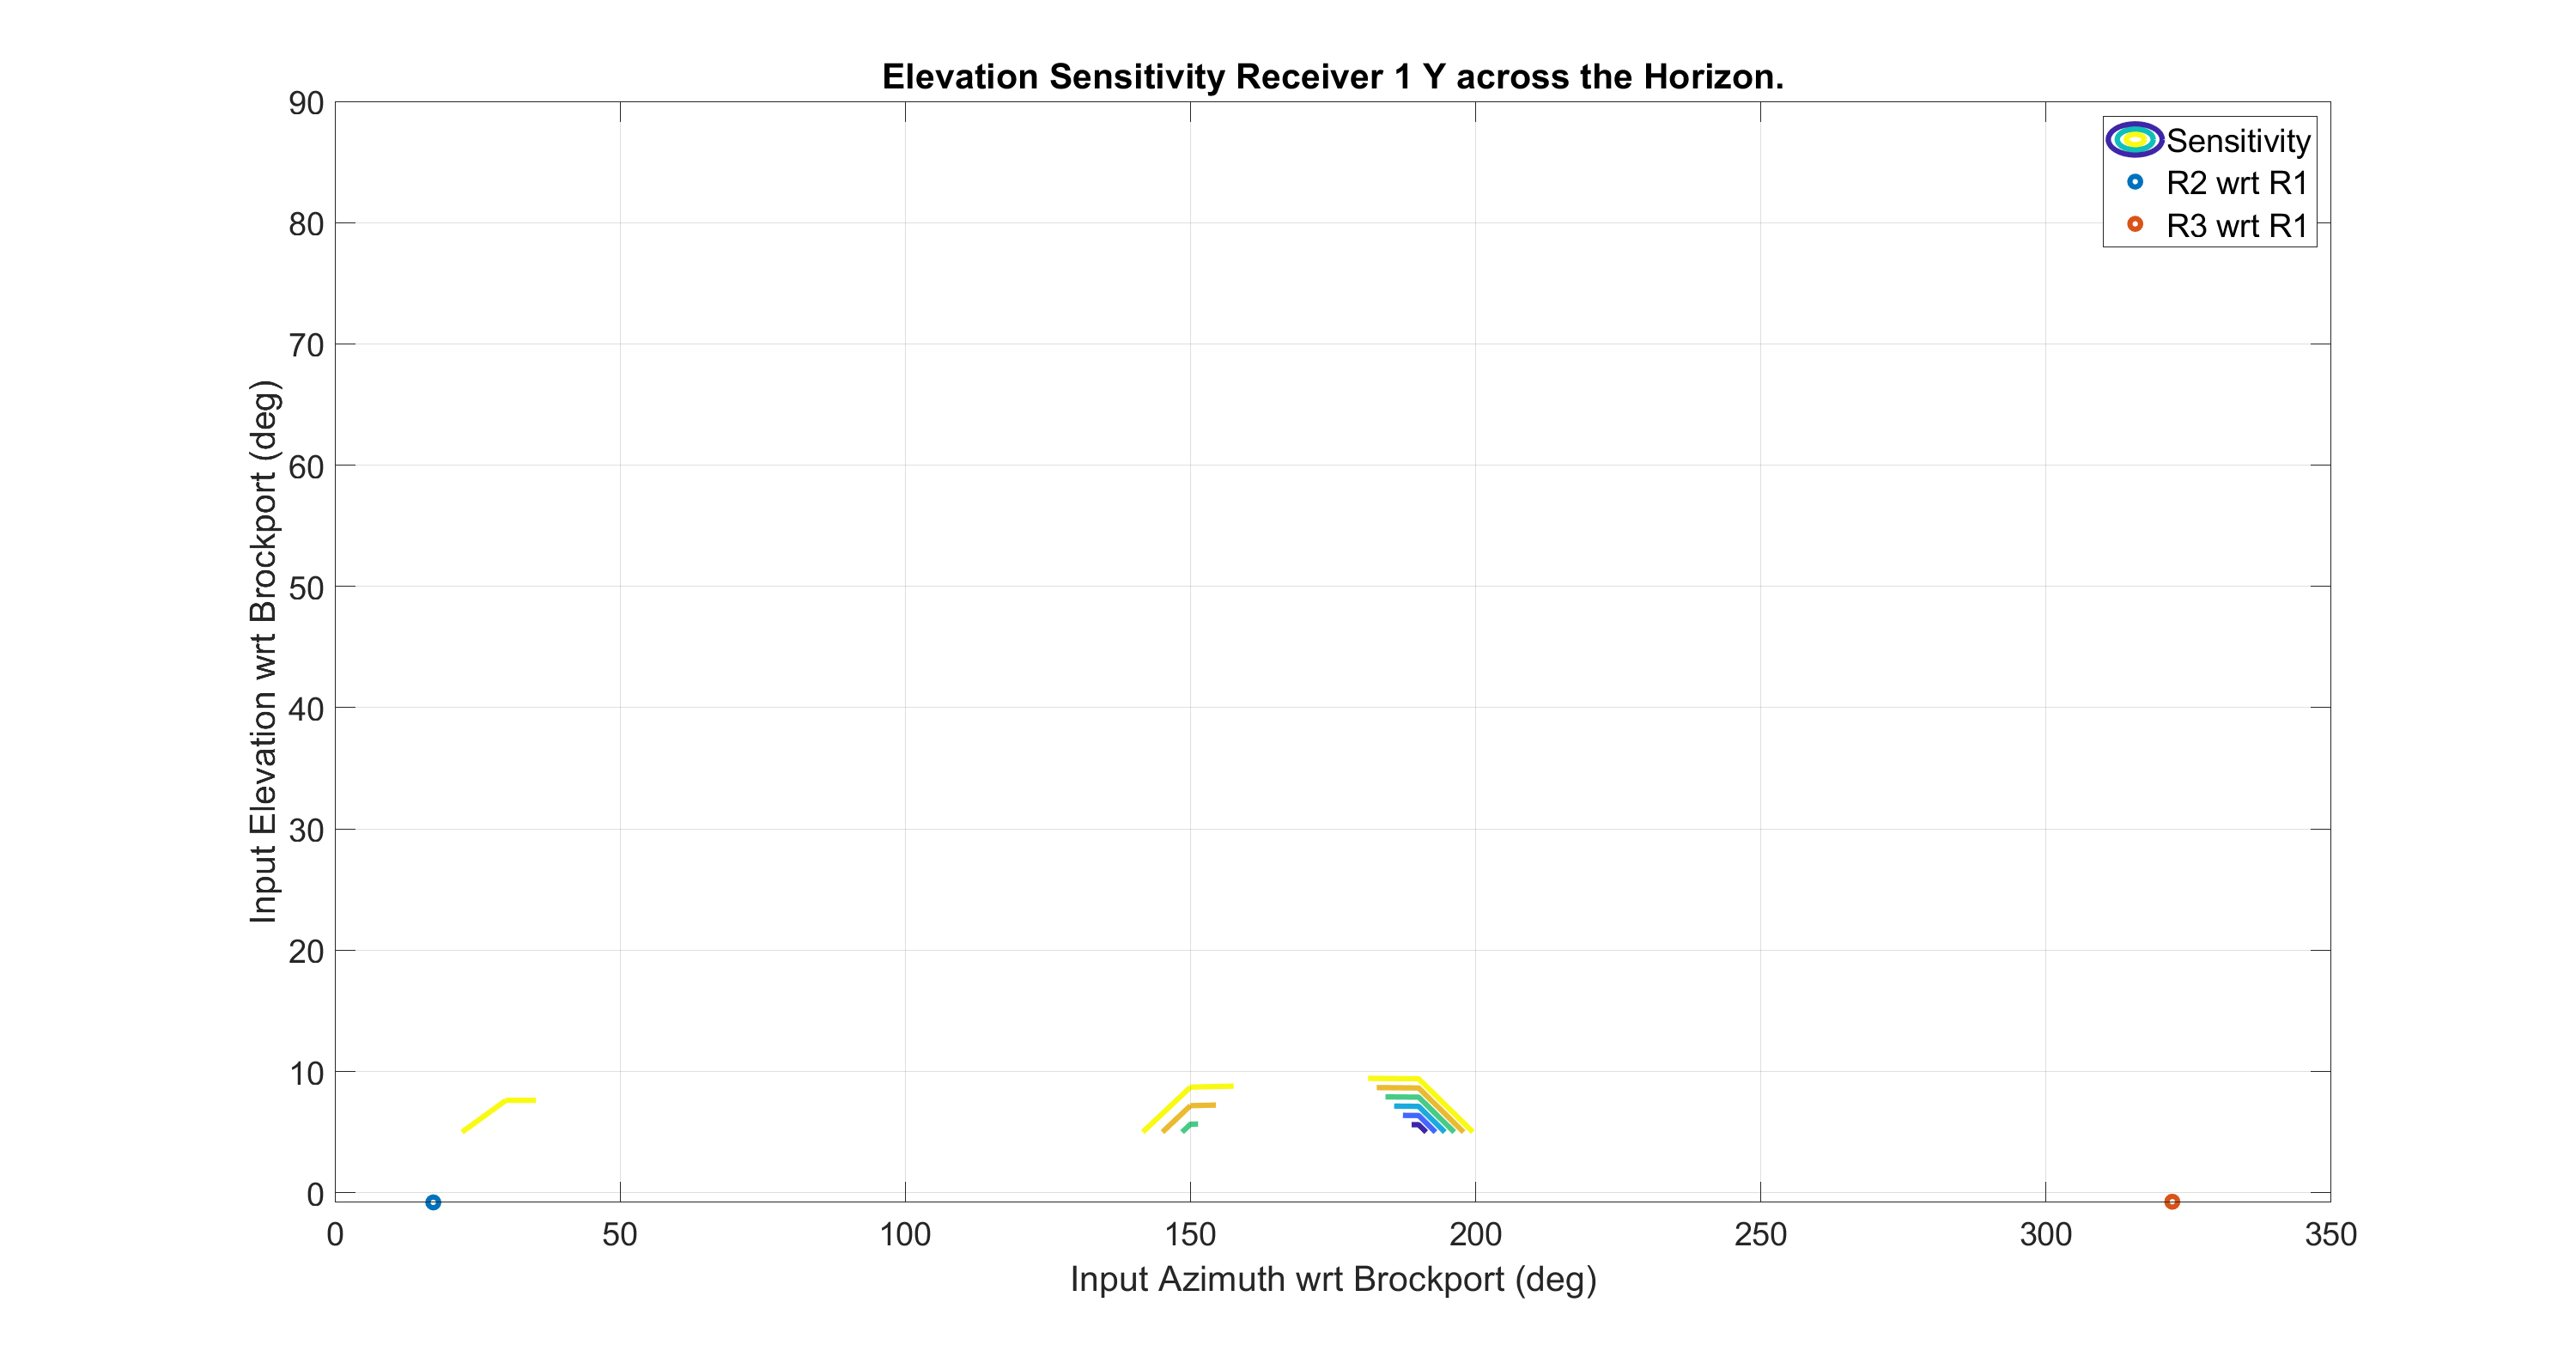 Elevation Sensitivity Receiver 1 Y across the Horizon.
Sensitivity
R2 wrt R1
R3 wrt R1
90
80
70
60
50
40
30
20
10
0
Input Elevation wrt Brockport (deg)
0 50 100 150 200 250 300 350
Input Azimuth wrt Brockport (deg)